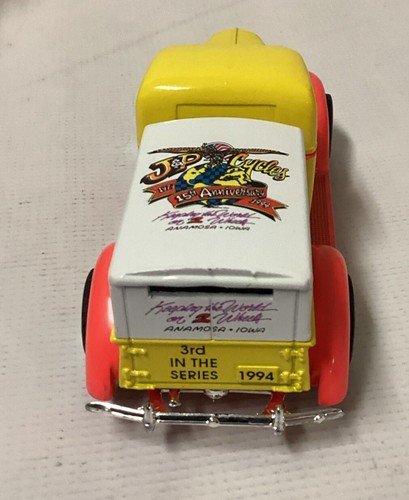 J&P Cycles
15th Anniversary
1994
Keeping the World
on 2 Wheels
ANAMOSA • IOWA
Keeping the World
on 2 Wheels
ANAMOSA • IOWA
3rd
IN THE
SERIES 1994